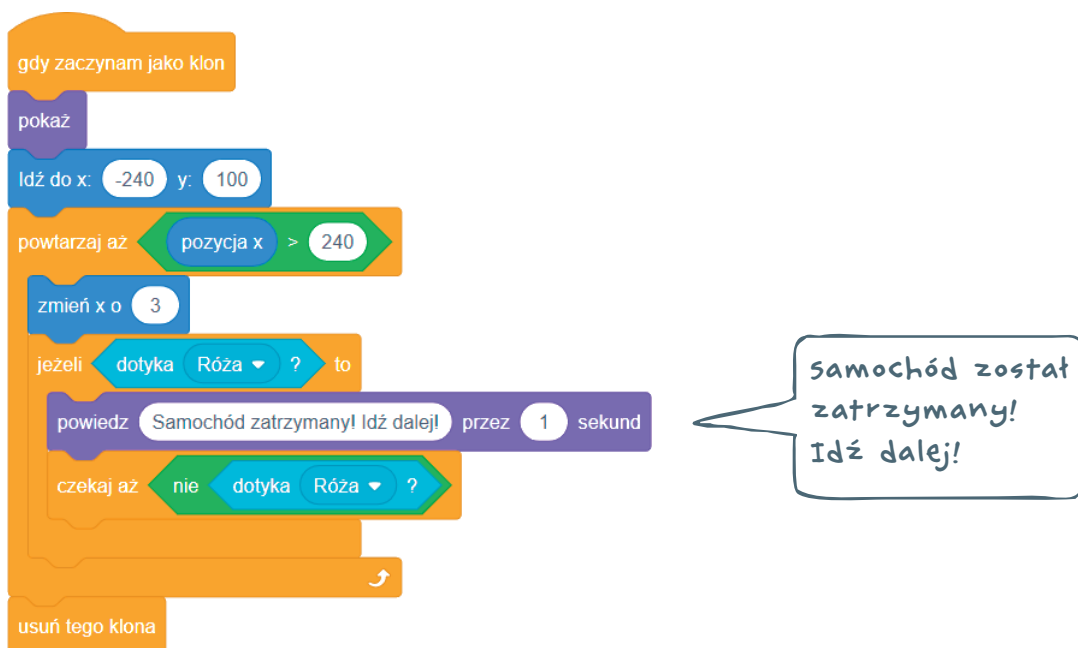 gdy zaczynam jako klon
pokaż
Idź do x: -240 y: 100
powtarzaj aż pozycja x > 240
zmień x o 3
jeżeli dotyka Róża ? to
powiedz Samochód zatrzymany! Idź dalej! przez 1 sekund
czekaj aż nie dotyka Róża ?
usuń tego klona
samochód został
zatrzymany!
Idź dalej!